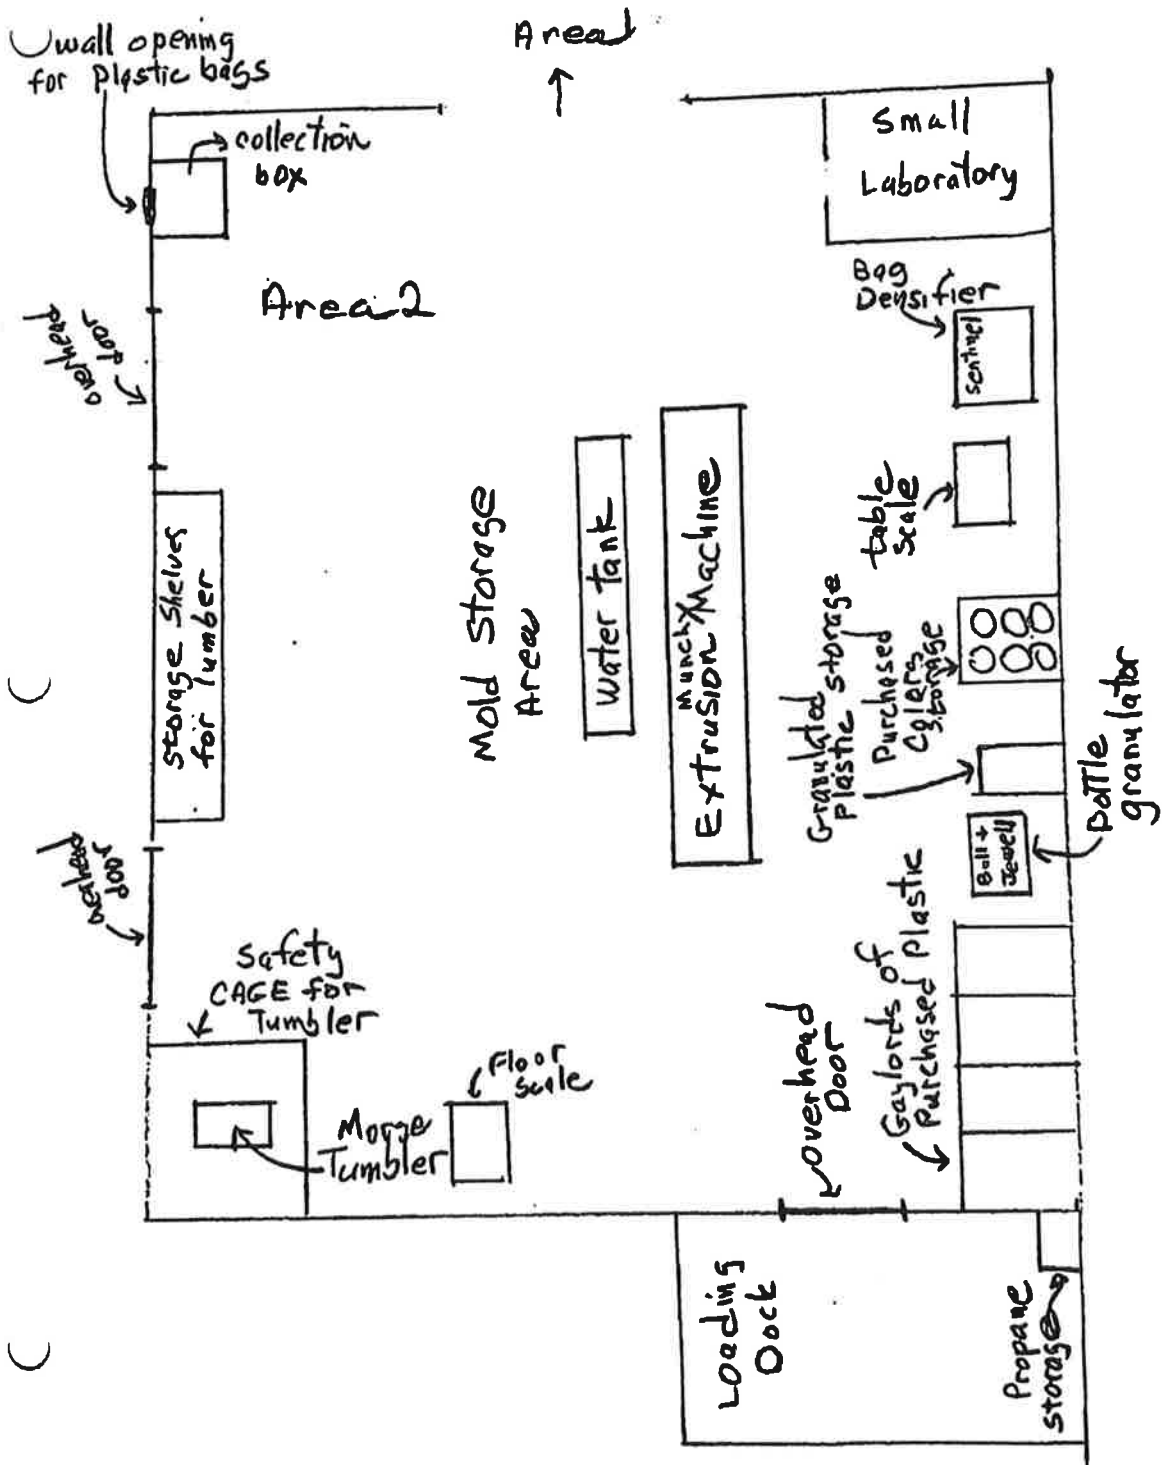 Area 1
wall opening
for plastic bags
collection
box
Small
Laboratory
Area 2
Bag
Densifier
Sentinel
overhead
door
table
scale
Storage Shelves
for lumber
Mold Storage
Area
Water tank
Munchy
Extrusion Machine
Granulated
plastic storage
Purchased
Colors
storage
Bottle
granulator
Ball +
Jewell
overhead
door
Safety
CAGE for
Tumbler
Floor
Scale
Morse
Tumbler
overhead
Door
Gaylords of
Purchased Plastic
Loading
Dock
Propane
storage